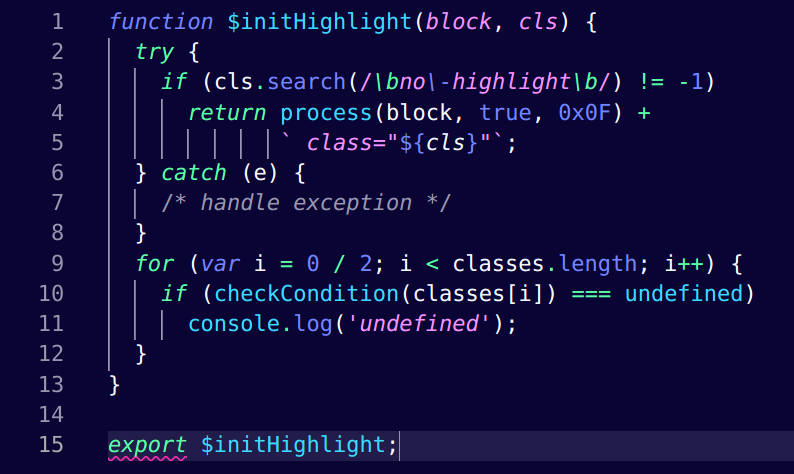 1 function $initHighlight(block, cls) {
2   try {
3     if (cls.search(/\bno\-highlight\b/) != -1)
4       return process(block, true, 0x0F) +
5              ` class="${cls}"`;
6   } catch (e) {
7     /* handle exception */
8   }
9   for (var i = 0 / 2; i < classes.length; i++) {
10     if (checkCondition(classes[i]) === undefined)
11       console.log('undefined');
12   }
13 }
14
15 export $initHighlight;